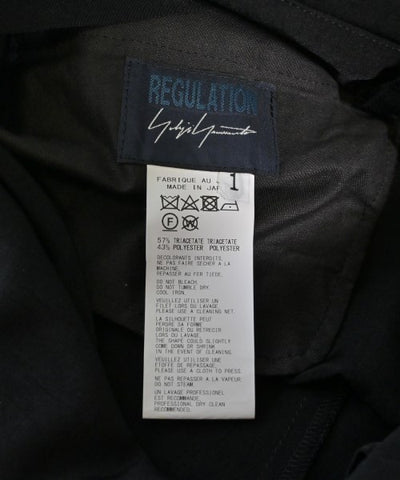 REGULATION
Yohji Yamamoto
1
FABRIQUE AU
MADE IN JAP
F W
57% TRIACETATE TRIACETATE
43% POLYESTER POLYESTER
DECOLORANTS INTERDITS.
NE PAS FAIRE SECHER A LA
MACHINE.
REPASSER AU FER TIEDE.
DO NOT BLEACH.
DO NOT TUMBLE DRY.
COOL IRON.
VEUILLEZ UTILISER UN
FILET LORS DU LAVAGE.
PLEASE USE A CLEANING NET.
LA SILHOUETTE PEUT
PERDRE SA FORME
ORIGINALE OU RETRECIR
LORS DU LAVAGE.
THE SHAPE COULD SLIGHTLY
COME DOWN OR SHRINK
IN THE EVENT OF CLEANING.
VEUILLEZ UTILISER UNE
ETOFFE DE REPASSAGE.
PLEASE USE A PRESS CLOTH.
NE PAS REPASSER A LA VAPEUR.
DO NOT STEAM.
UN LAVAGE PROFESSIONEL
EST RECOMMANDE.
PROFESSIONAL DRY CLEAN
RECOMMENDED.